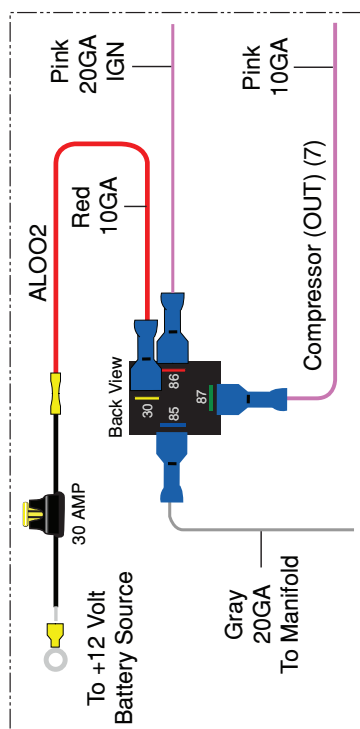 Pink
20GA
IGN
Pink
10GA
ALOO2
Red
10GA
Compressor (OUT) (7)
Back View
30
86
85
87
30 AMP
To +12 Volt
Battery Source
Gray
20GA
To Manifold